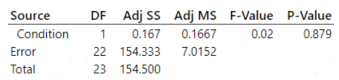 Source DF Adj SS Adj MS F-Value P-Value
Condition 1 0.167 0.1667 0.02 0.879
Error 22 154.333 7.0152
Total 23 154.500